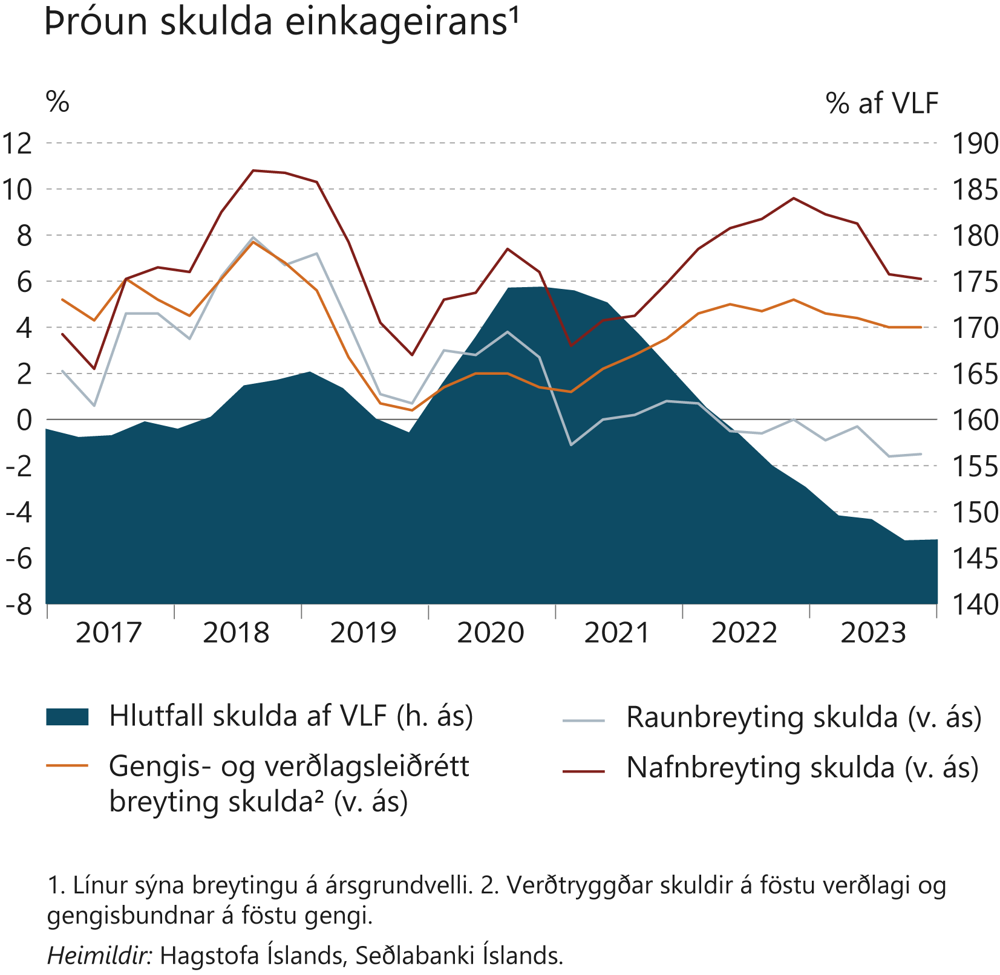 Þróun skulda einkageirans¹
% % af VLF
12 190
10 185
8 180
6 175
4 170
2 165
0 160
-2 155
-4 150
-6 145
-8 140
2017 2018 2019 2020 2021 2022 2023
Hlutfall skulda af VLF (h. ás)
Gengis- og verðlagsleiðrétt
breyting skulda² (v. ás)
Raunbreyting skulda (v. ás)
Nafnbreyting skulda (v. ás)
1. Línur sýna breytingu á ársgrundvelli. 2. Verðtryggðar skuldir á föstu verðlagi og
gengisbundnar á föstu gengi.
Heimildir: Hagstofa Íslands, Seðlabanki Íslands.